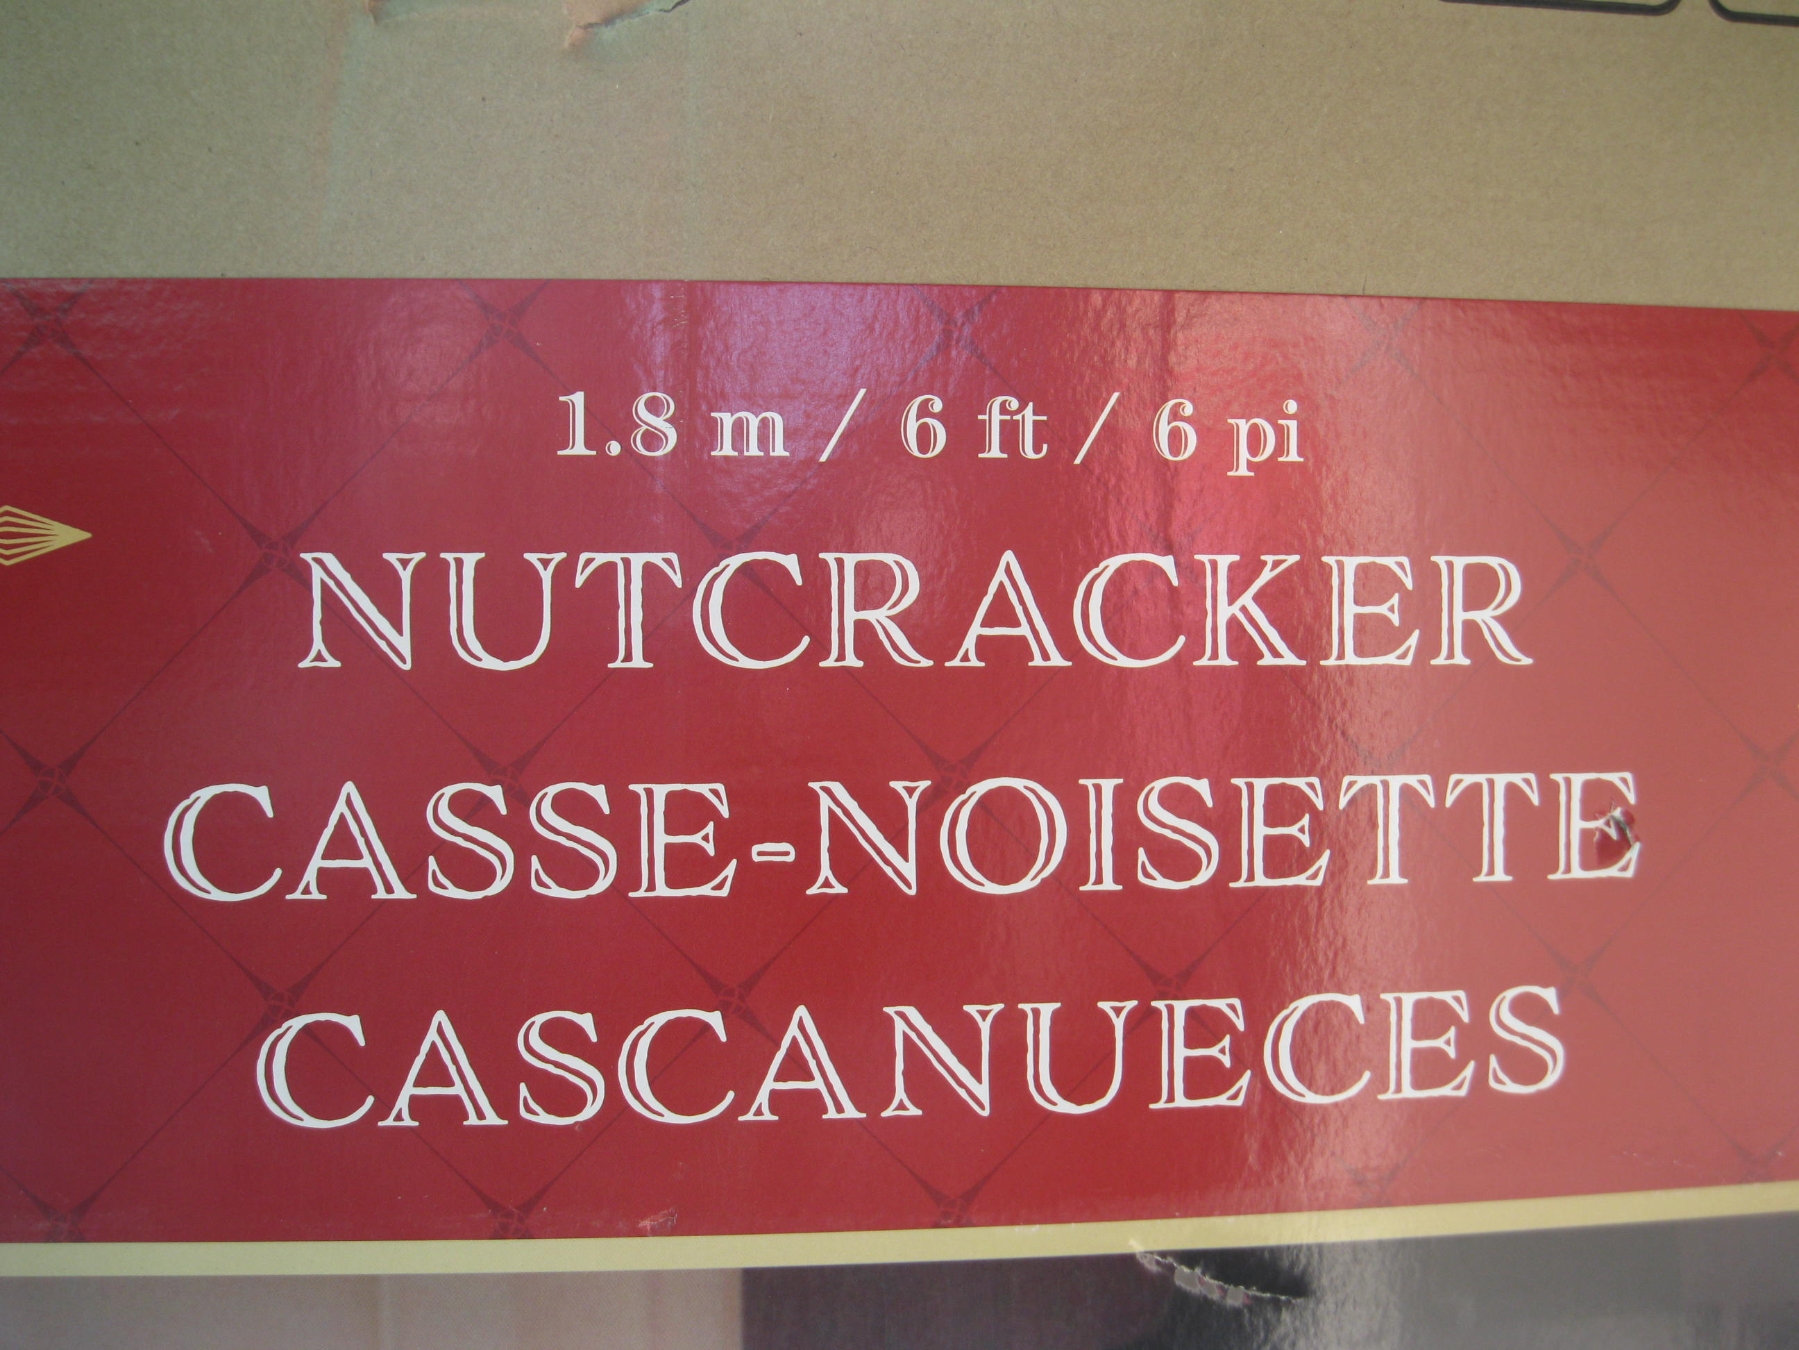 1.8 m / 6 ft / 6 pi
NUTCRACKER
CASSE-NOISETTE
CASCANUECES